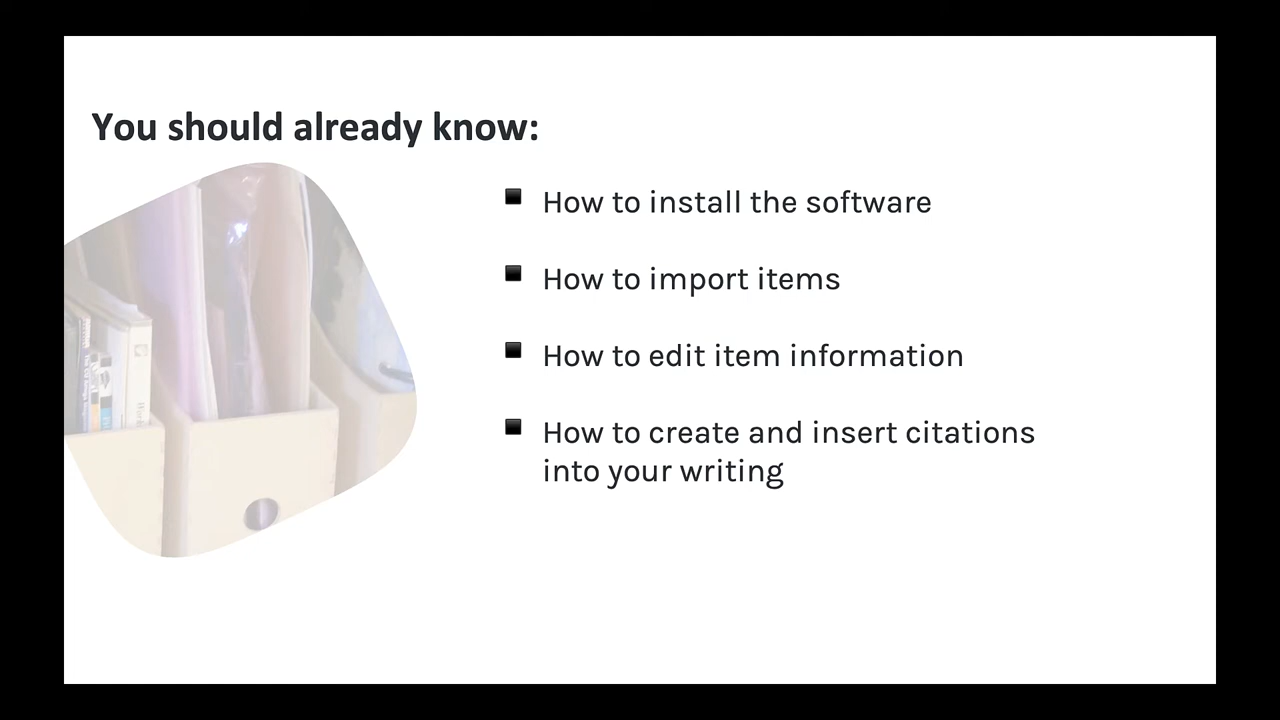 You should already know:
How to install the software
How to import items
How to edit item information
How to create and insert citations
into your writing